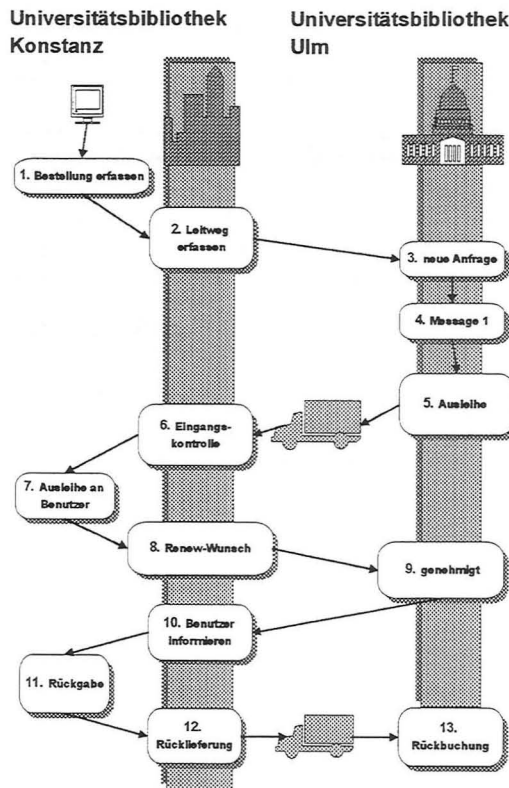 Universitätsbibliothek
Konstanz
Universitätsbibliothek
Ulm
1. Bestellung erfassen
2. Leitweg
erfassen
3. neue Anfrage
4. Message 1
5. Ausleihe
6. Eingangs-
kontrolle
7. Ausleihe an
Benutzer
8. Renew-Wunsch
9. genehmigt
10. Benutzer
informieren
11. Rückgabe
12.
Rücklieferung
13.
Rückbuchung